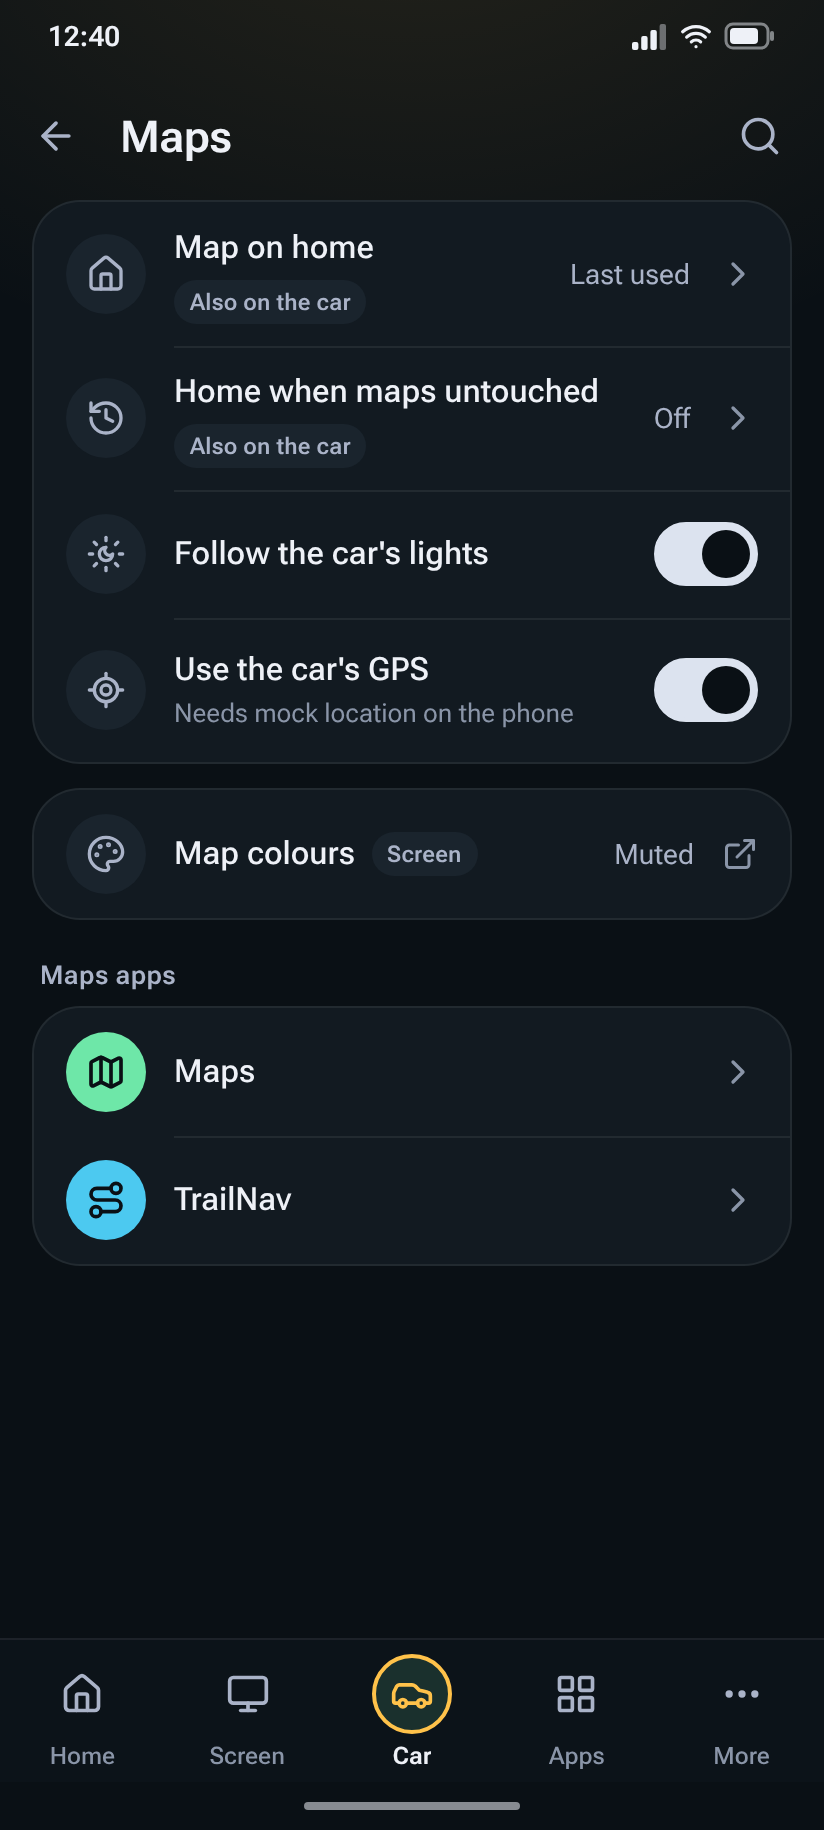 12:40
Maps
Map on home
Also on the car
Last used
Home when maps untouched
Also on the car
Off
Follow the car's lights
Use the car's GPS
Needs mock location on the phone
Map colours
Screen
Muted
Maps apps
Maps
TrailNav
Home
Screen
Car
Apps
More